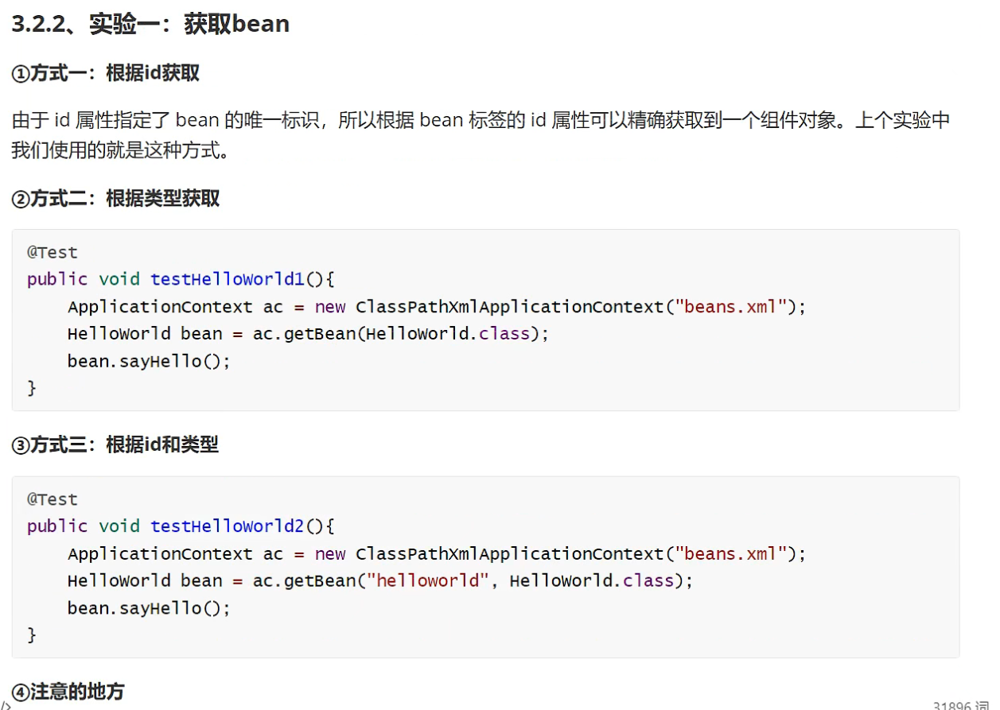 3.2.2、实验一：获取bean
①方式一：根据id获取
由于 id 属性指定了 bean 的唯一标识，所以根据 bean 标签的 id 属性可以精确获取到一个组件对象。上个实验中
我们使用的就是这种方式。
②方式二：根据类型获取
@Test
public void testHelloWorld1(){
    ApplicationContext ac = new ClassPathXmlApplicationContext("beans.xml");
    HelloWorld bean = ac.getBean(HelloWorld.class);
    bean.sayHello();
}
③方式三：根据id和类型
@Test
public void testHelloWorld2(){
    ApplicationContext ac = new ClassPathXmlApplicationContext("beans.xml");
    HelloWorld bean = ac.getBean("helloworld", HelloWorld.class);
    bean.sayHello();
}
④注意的地方
/> 31896 词